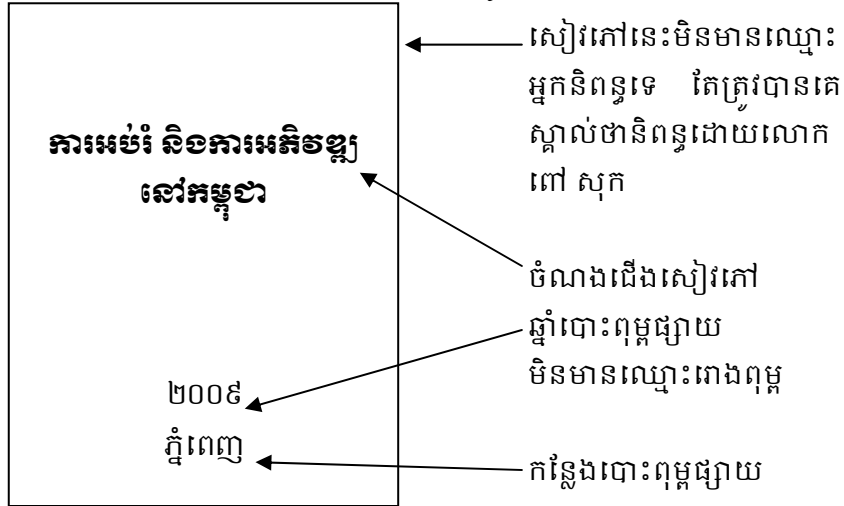 សៀវភៅនេះមិនមានឈ្មោះ
អ្នកនិពន្ធទេ តែត្រូវបានគេ
ស្គាល់ថានិពន្ធដោយលោក
ពៅ សុក
ការអប់រំ និងការអភិវឌ្ឍ
នៅកម្ពុជា
ចំណងជើងសៀវភៅ
ឆ្នាំបោះពុម្ពផ្សាយ
មិនមានឈ្មោះរោងពុម្ព
២០០៩
ភ្នំពេញ
កន្លែងបោះពុម្ពផ្សាយ